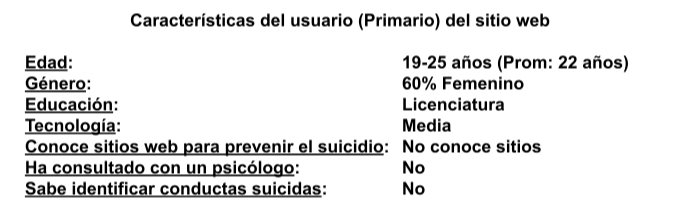 Características del usuario (Primario) del sitio web
Edad: 19-25 años (Prom: 22 años)
Género: 60% Femenino
Educación: Licenciatura
Tecnología: Media
Conoce sitios web para prevenir el suicidio: No conoce sitios
Ha consultado con un psicólogo: No
Sabe identificar conductas suicidas: No